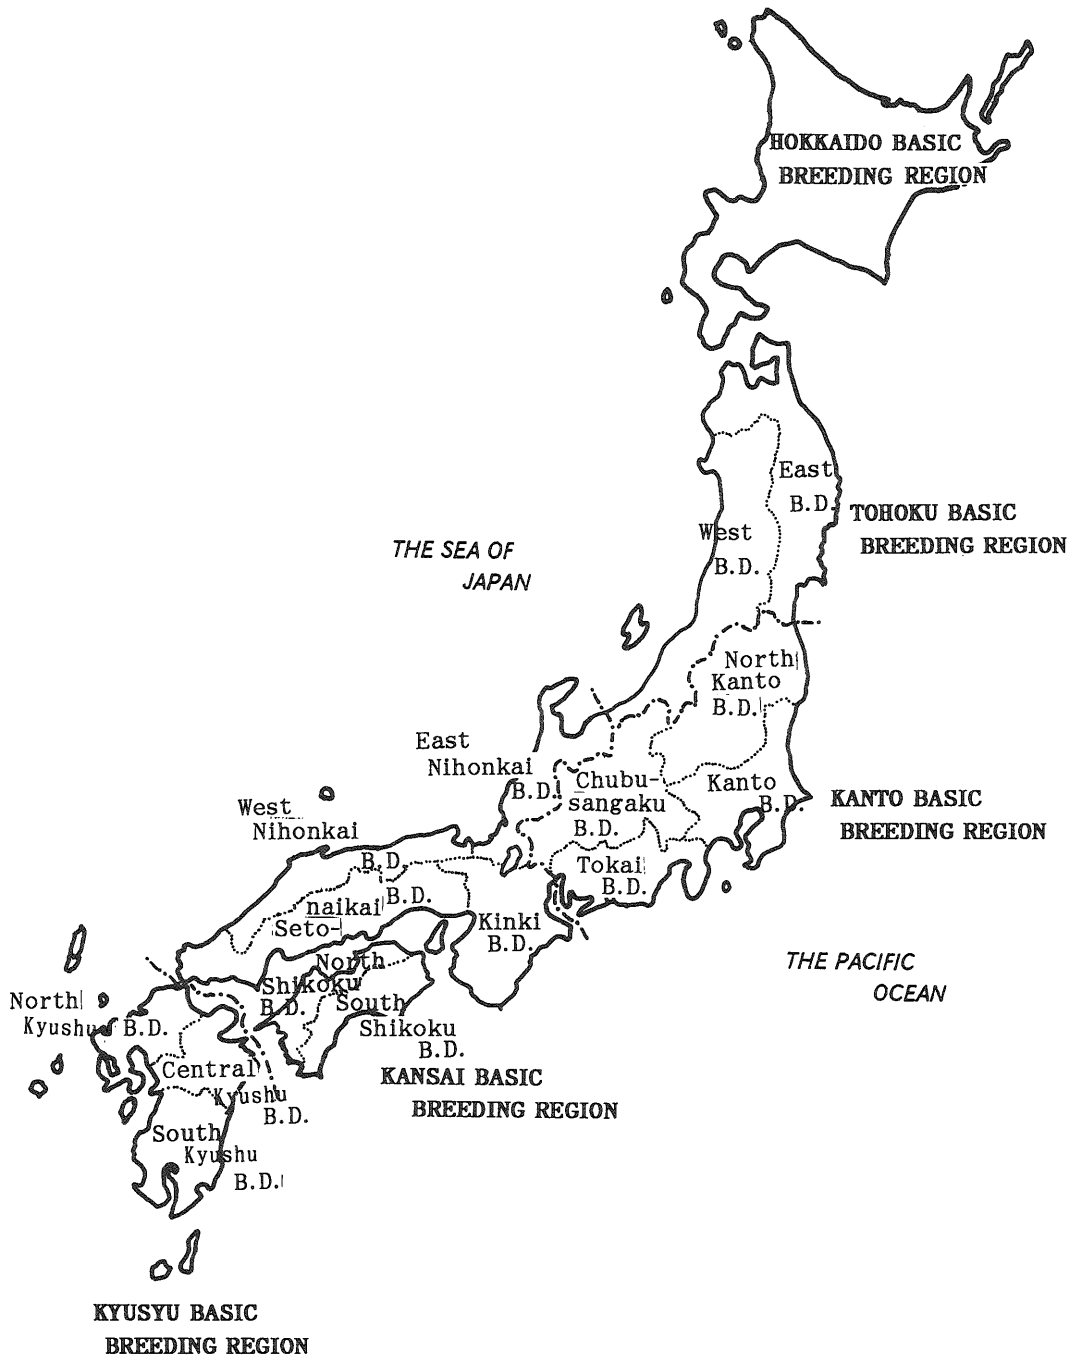 HOKKAIDO BASIC
BREEDING REGION
East
B.D.
TOHOKU BASIC
BREEDING REGION
West
B.D.
THE SEA OF
JAPAN
North
Kanto
B.D.
East
Nihonkai
B.D.
Chubu-
sangaku
B.D.
Kanto
B.D.
KANTO BASIC
BREEDING REGION
West
Nihonkai
B.D.
Tokai
B.D.
naikai
B.D.
Seto-
Kinki
B.D.
THE PACIFIC
OCEAN
North
Shikoku
B.D.
South
Shikoku
B.D.
North
Kyushu
B.D.
KANSAI BASIC
BREEDING REGION
Central
Kyushu
B.D.
South
Kyushu
B.D.
KYUSYU BASIC
BREEDING REGION